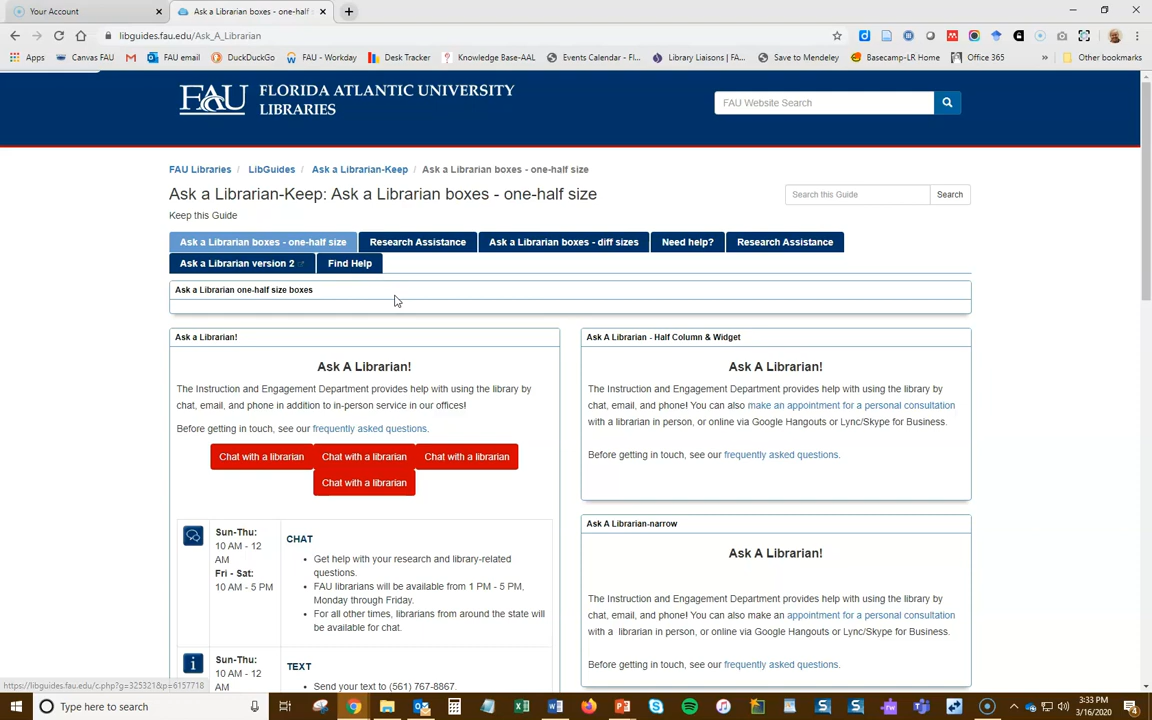 Your Account
Ask a Librarian boxes - one-half
libguides.fau.edu/Ask_A_Librarian
Apps
Canvas FAU
FAU email
DuckDuckGo
FAU - Workday
Desk Tracker
Knowledge Base-AAL
Events Calendar - Fl...
Library Liaisons | FA...
Save to Mendeley
Basecamp-LR Home
Office 365
»
Other bookmarks
FAU
FLORIDA ATLANTIC UNIVERSITY
LIBRARIES
FAU Website Search
FAU Libraries / LibGuides / Ask a Librarian-Keep / Ask a Librarian boxes - one-half size
Ask a Librarian-Keep: Ask a Librarian boxes - one-half size
Keep this Guide
Search this Guide
Search
Ask a Librarian boxes - one-half size
Research Assistance
Ask a Librarian boxes - diff sizes
Need help?
Research Assistance
Ask a Librarian version 2
Find Help
Ask a Librarian one-half size boxes
Ask a Librarian!
Ask A Librarian!
The Instruction and Engagement Department provides help with using the library by
chat, email, and phone in addition to in-person service in our offices!
Before getting in touch, see our frequently asked questions.
Chat with a librarian
Chat with a librarian
Chat with a librarian
Chat with a librarian
Sun-Thu:
10 AM - 12
AM
Fri - Sat:
10 AM - 5 PM
CHAT
• Get help with your research and library-related
questions.
• FAU librarians will be available from 1 PM - 5 PM,
Monday through Friday.
• For all other times, librarians from around the state will
be available for chat.
Sun-Thu:
10 AM - 12
AM
TEXT
• Send your text to (561) 767-8867.
Ask A Librarian - Half Column & Widget
Ask A Librarian!
The Instruction and Engagement Department provides help with using the library by
chat, email, and phone! You can also make an appointment for a personal consultation
with a librarian in person, or online via Google Hangouts or Lync/Skype for Business.
Before getting in touch, see our frequently asked questions.
Ask A Librarian-narrow
Ask A Librarian!
The Instruction and Engagement Department provides help with using the library by
chat, email, and phone! You can also make an appointment for a personal consultation
with a librarian in person, or online via Google Hangouts or Lync/Skype for Business.
Before getting in touch, see our frequently asked questions.
https://libguides.fau.edu/c.php?g=325321&p=6157718
Type here to search
3:33 PM
3/16/2020